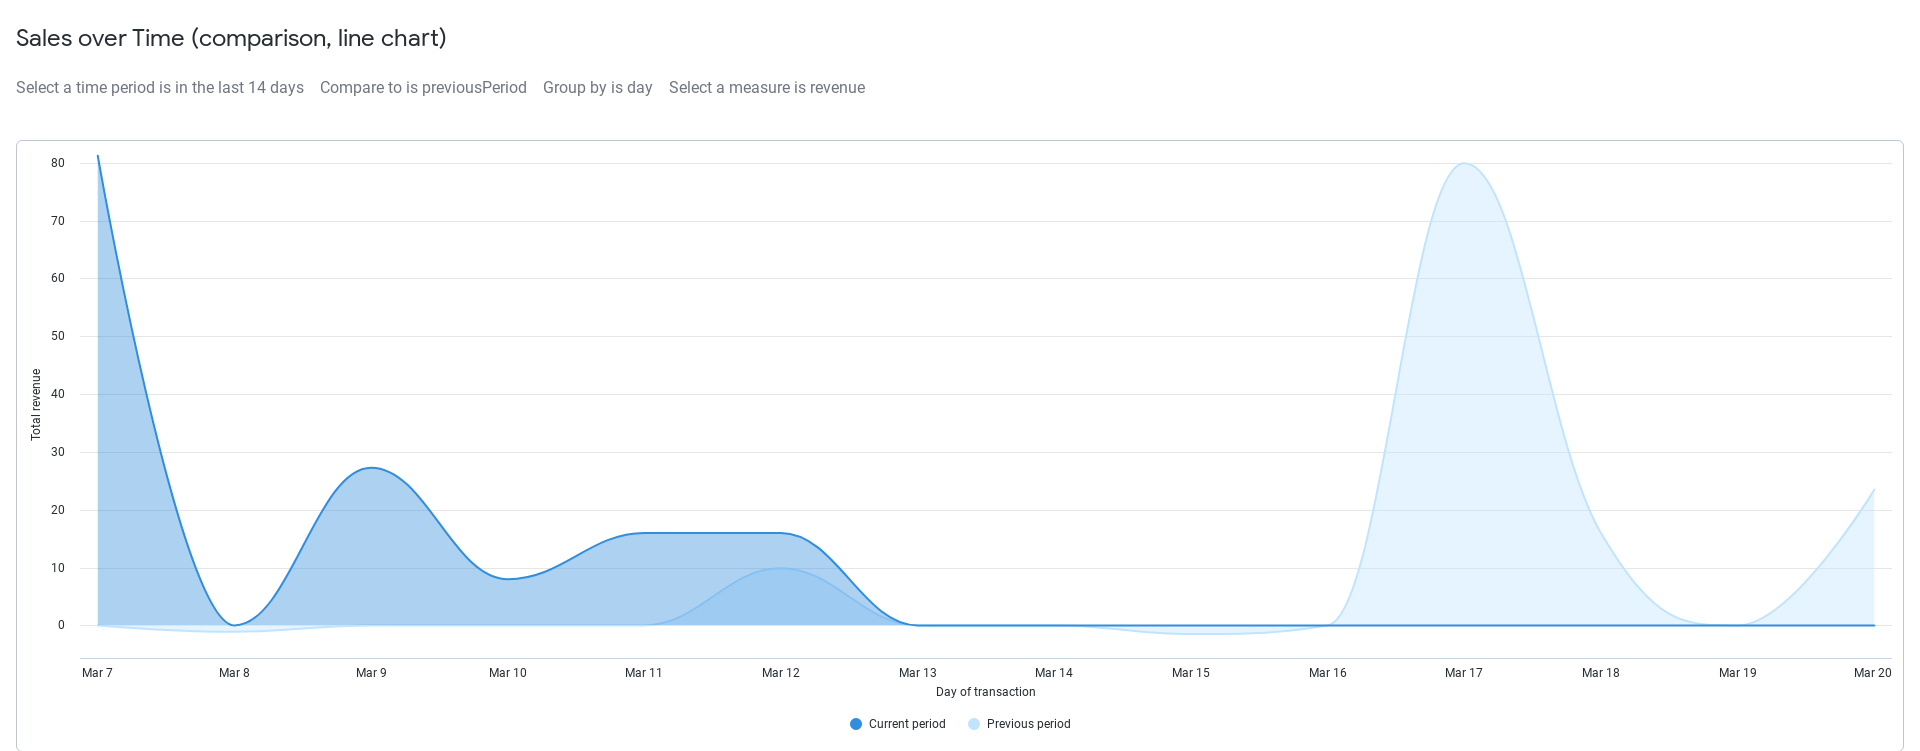 Sales over Time (comparison, line chart)
Select a time period is in the last 14 days Compare to is previousPeriod Group by is day Select a measure is revenue
80
70
60
50
40
30
20
10
0
Total revenue
Mar 7 Mar 8 Mar 9 Mar 10 Mar 11 Mar 12 Mar 13 Mar 14 Mar 15 Mar 16 Mar 17 Mar 18 Mar 19 Mar 20
Day of transaction
Current period Previous period